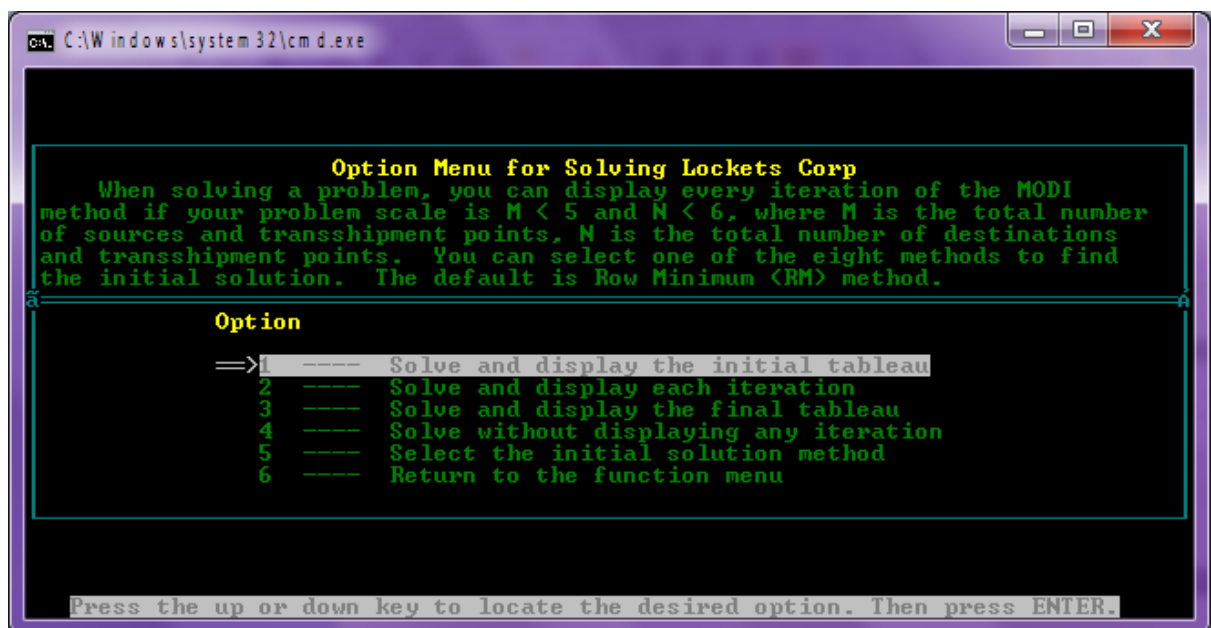 C:\Windows\system32\cmd.exe
Option Menu for Solving Lockets Corp
When solving a problem, you can display every iteration of the MODI
method if your problem scale is M < 5 and N < 6, where M is the total number
of sources and transshipment points, N is the total number of destinations
and transshipment points. You can select one of the eight methods to find
the initial solution. The default is Row Minimum (RM) method.
Option
==>1 ---- Solve and display the initial tableau
2 ---- Solve and display each iteration
3 ---- Solve and display the final tableau
4 ---- Solve without displaying any iteration
5 ---- Select the initial solution method
6 ---- Return to the function menu
Press the up or down key to locate the desired option. Then press ENTER.